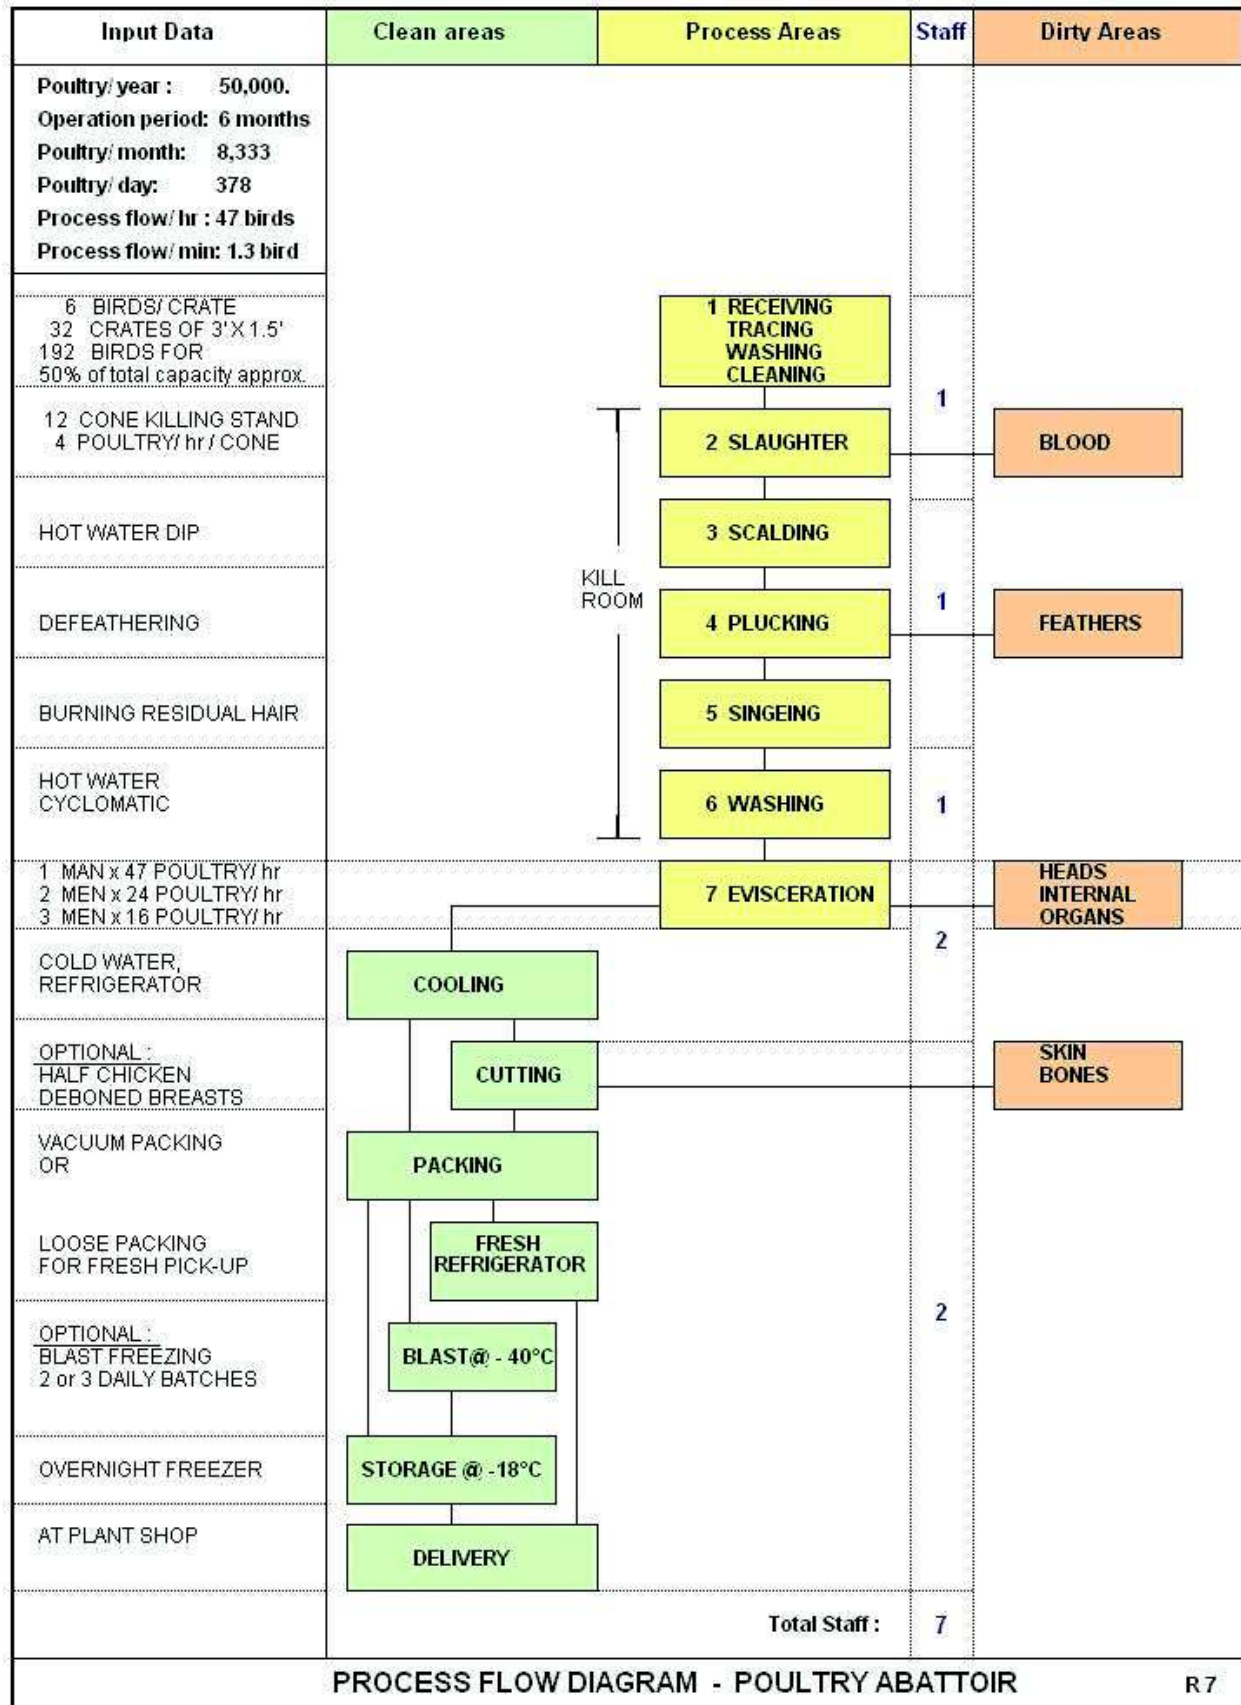 Input Data
Clean areas
Process Areas
Staff
Dirty Areas
Poultry/ year : 50,000.
Operation period: 6 months
Poultry/ month: 8,333
Poultry/ day: 378
Process flow/ hr : 47 birds
Process flow/ min: 1.3 bird
6 BIRDS/ CRATE
32 CRATES OF 3' X 1.5'
192 BIRDS FOR
50% of total capacity approx.
1 RECEIVING
TRACING
WASHING
CLEANING
1
12 CONE KILLING STAND
4 POULTRY/ hr / CONE
2 SLAUGHTER
BLOOD
HOT WATER DIP
3 SCALDING
KILL
ROOM
1
DEFEATHERING
4 PLUCKING
FEATHERS
BURNING RESIDUAL HAIR
5 SINGEING
HOT WATER
CYCLOMATIC
6 WASHING
1
1 MAN x 47 POULTRY/ hr
2 MEN x 24 POULTRY/ hr
3 MEN x 16 POULTRY/ hr
7 EVISCERATION
HEADS
INTERNAL
ORGANS
2
COLD WATER,
REFRIGERATOR
COOLING
OPTIONAL :
HALF CHICKEN
DEBONED BREASTS
CUTTING
SKIN
BONES
VACUUM PACKING
OR
PACKING
LOOSE PACKING
FOR FRESH PICK-UP
FRESH
REFRIGERATOR
2
OPTIONAL :
BLAST FREEZING
2 or 3 DAILY BATCHES
BLAST@ - 40°C
OVERNIGHT FREEZER
STORAGE @ -18°C
AT PLANT SHOP
DELIVERY
Total Staff : 7
PROCESS FLOW DIAGRAM - POULTRY ABATTOIR
R 7